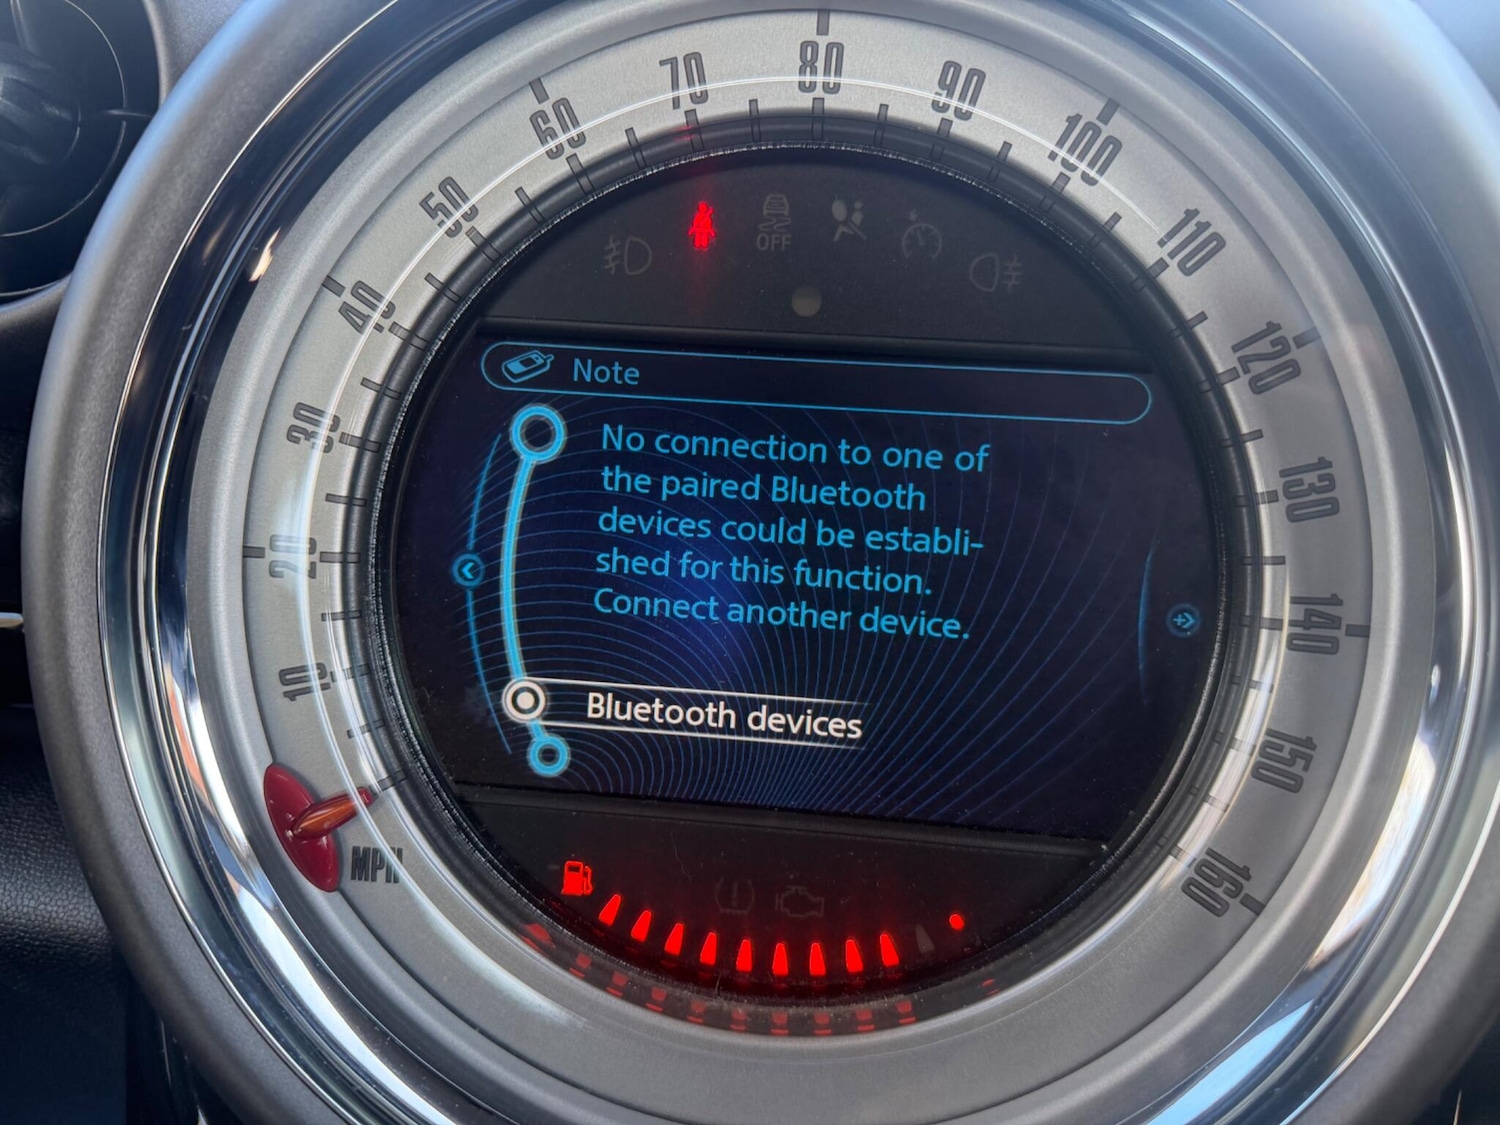 10
20
30
40
50
60
70
80
90
100
110
120
130
140
150
160
MPH
OFF
Note
No connection to one of
the paired Bluetooth
devices could be establi-
shed for this function.
Connect another device.
Bluetooth devices